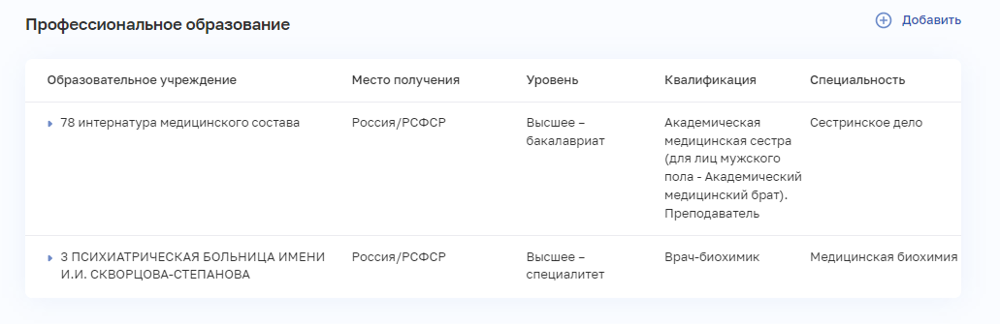 Профессиональное образование
Добавить
Образовательное учреждение Место получения Уровень Квалификация Специальность
78 интернатура медицинского состава Россия/РСФСР Высшее – Академическая Сестринское дело
бакалавриат медицинская сестра
(для лиц мужского
пола - Академический
медицинский брат).
Преподаватель
3 ПСИХИАТРИЧЕСКАЯ БОЛЬНИЦА ИМЕНИ Россия/РСФСР Высшее – Врач-биохимик Медицинская биохимия
И.И. СКВОРЦОВА-СТЕПАНОВА специалитет